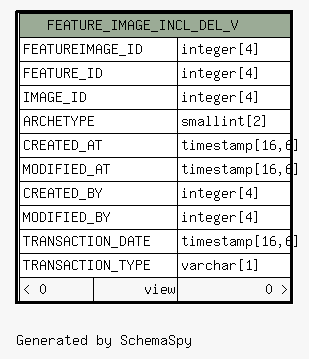 FEATURE_IMAGE_INCL_DEL_V
FEATUREIMAGE_ID integer[4]
FEATURE_ID integer[4]
IMAGE_ID integer[4]
ARCHETYPE smallint[2]
CREATED_AT timestamp[16,6]
MODIFIED_AT timestamp[16,6]
CREATED_BY integer[4]
MODIFIED_BY integer[4]
TRANSACTION_DATE timestamp[16,6]
TRANSACTION_TYPE varchar[1]
< 0 view 0 >
Generated by SchemaSpy